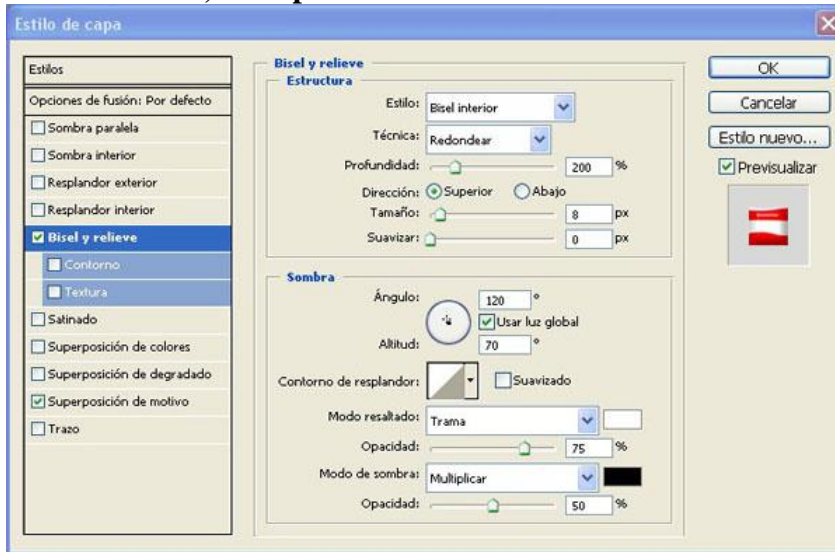 Estilo de capa
Estilos
Opciones de fusión: Por defecto
Sombra paralela
Sombra interior
Resplandor exterior
Resplandor interior
Bisel y relieve
Contorno
Textura
Satinado
Superposición de colores
Superposición de degradado
Superposición de motivo
Trazo
Bisel y relieve
Estructura
Estilo: Bisel interior
Técnica: Redondear
Profundidad: 200 %
Dirección: Superior Abajo
Tamaño: 8 px
Suavizar: 0 px
Sombra
Ángulo: 120 °
Usar luz global
Altitud: 70 °
Contorno de resplandor: Suavizado
Modo resaltado: Trama
Opacidad: 75 %
Modo de sombra: Multiplicar
Opacidad: 50 %
OK
Cancelar
Estilo nuevo...
Previsualizar